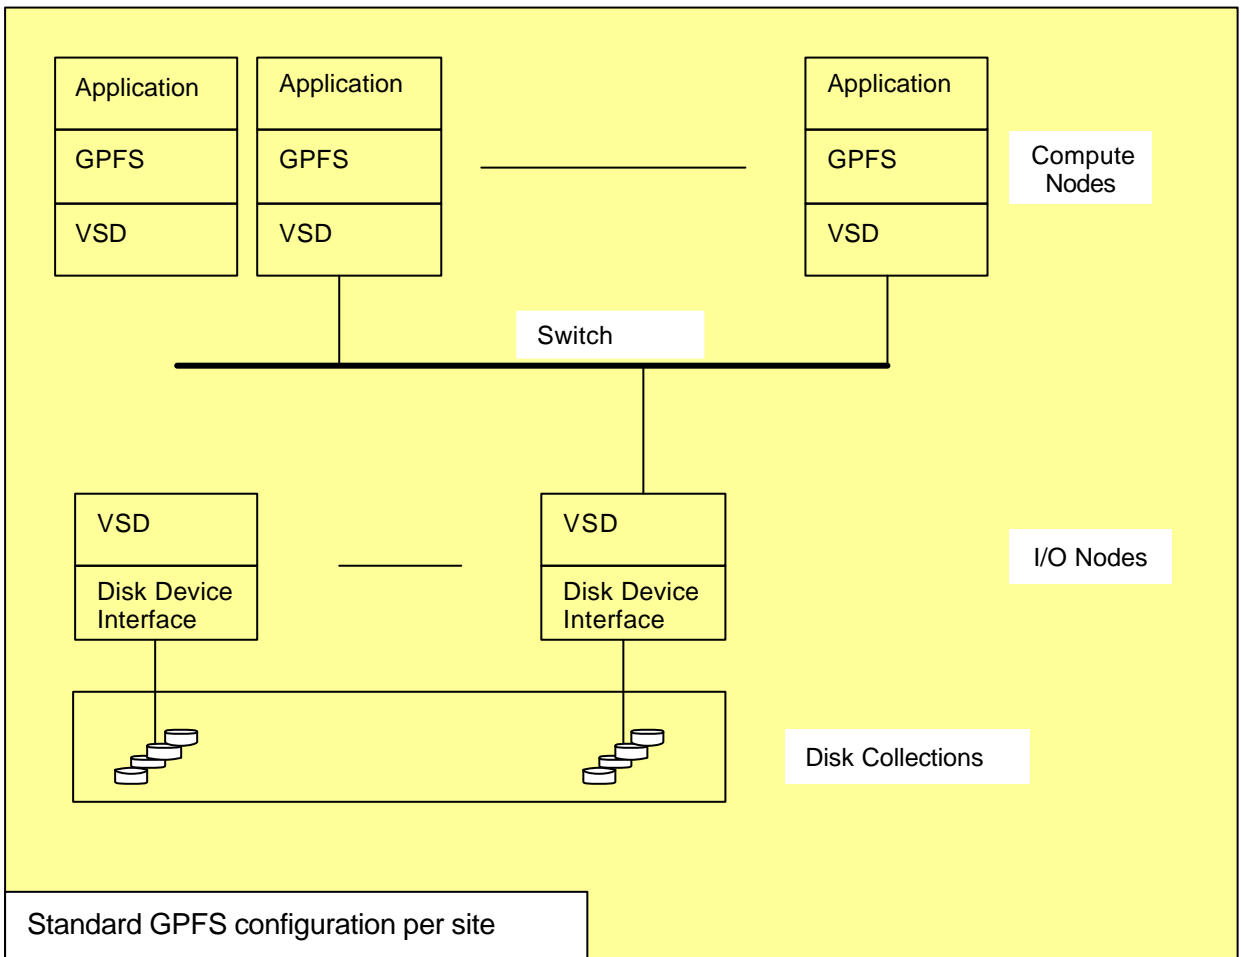 Application
GPFS
VSD
Application
GPFS
VSD
Application
GPFS
VSD
Compute
Nodes
Switch
VSD
Disk Device
Interface
VSD
Disk Device
Interface
I/O Nodes
Disk Collections
Standard GPFS configuration per site